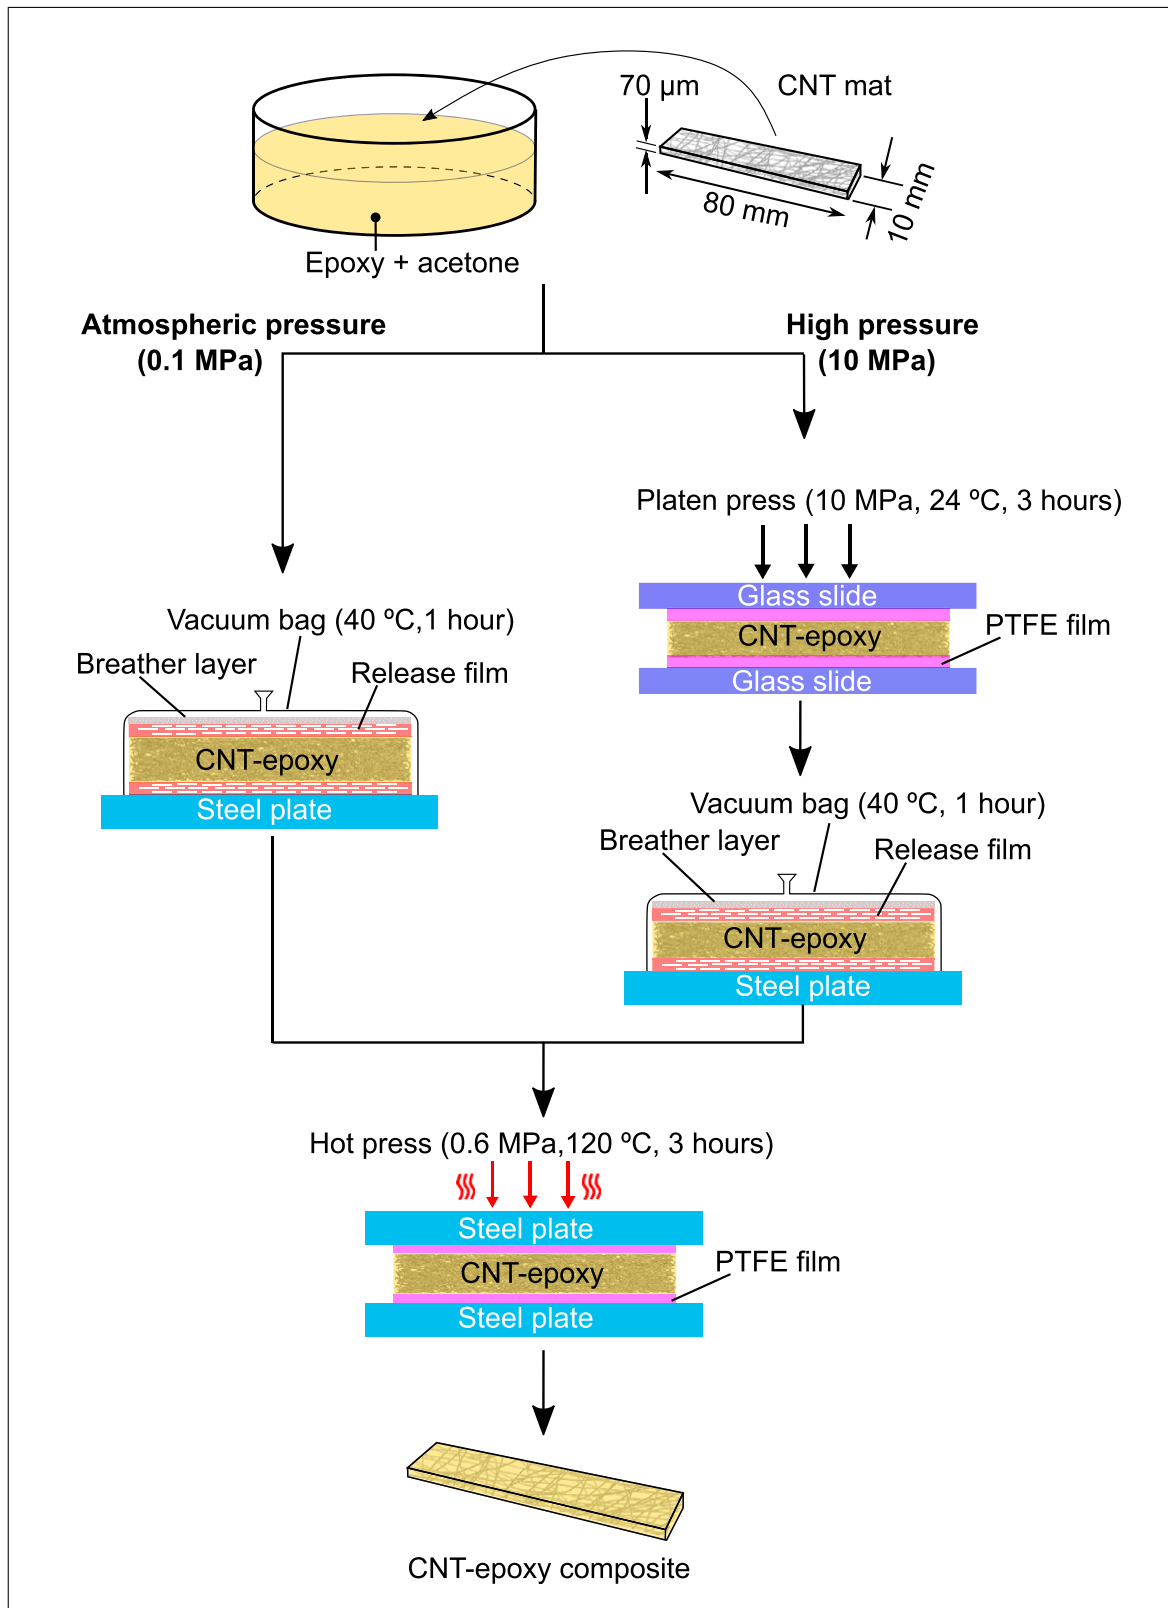 70 µm
CNT mat
80 mm
10 mm
Epoxy + acetone
Atmospheric pressure
(0.1 MPa)
High pressure
(10 MPa)
Platen press (10 MPa, 24 ºC, 3 hours)
Glass slide
CNT-epoxy
PTFE film
Glass slide
Vacuum bag (40 ºC,1 hour)
Breather layer
Release film
CNT-epoxy
Steel plate
Vacuum bag (40 ºC, 1 hour)
Breather layer
Release film
CNT-epoxy
Steel plate
Hot press (0.6 MPa,120 ºC, 3 hours)
Steel plate
CNT-epoxy
PTFE film
Steel plate
CNT-epoxy composite